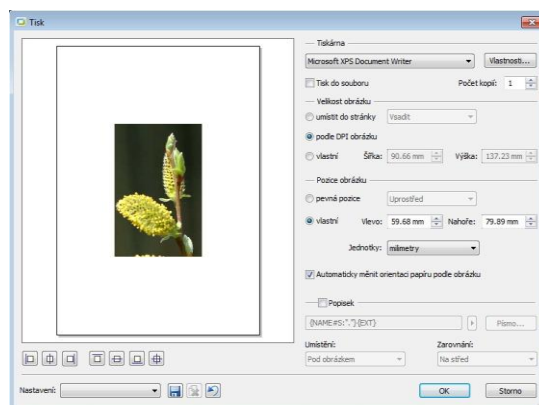 Tisk
Tiskárna
Microsoft XPS Document Writer Vlastnosti...
Tisk do souboru Počet kopií: 1
Velikost obrázku
umístit do stránky Vsadit
podle DPI obrázku
vlastní Šířka: 90.66 mm Výška: 137.23 mm
Pozice obrázku
pevná pozice Uprostřed
vlastní Vlevo: 59.68 mm Nahoře: 79.89 mm
Jednotky: milimetry
Automaticky měnit orientaci papíru podle obrázku
Popisek
{NAME#S:"."}{EXT} Písmo...
Umístění: Zarovnání:
Pod obrázkem Na střed
Nastavení: OK Storno